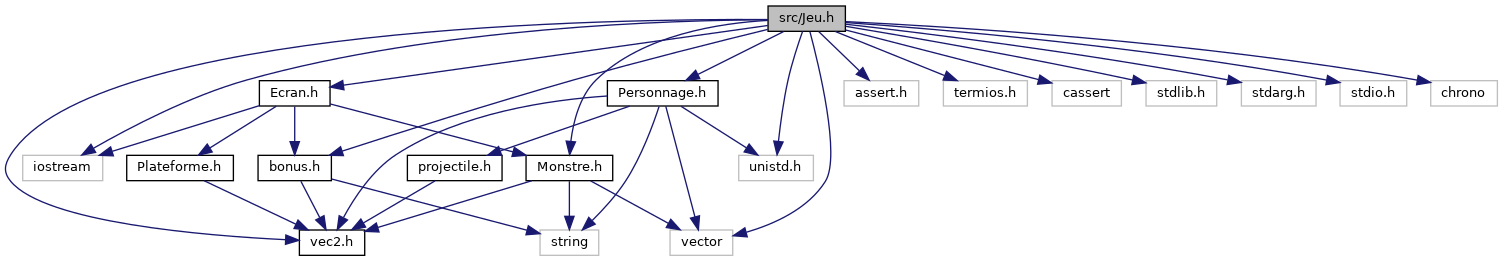 src/Jeu.h
Ecran.h
Personnage.h
assert.h
termios.h
cassert
stdlib.h
stdarg.h
stdio.h
chrono
iostream
Plateforme.h
bonus.h
projectile.h
Monstre.h
unistd.h
vec2.h
string
vector